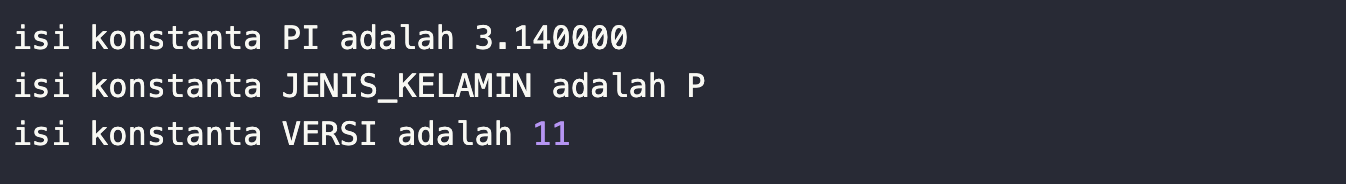 isi konstanta PI adalah 3.140000
isi konstanta JENIS_KELAMIN adalah P
isi konstanta VERSI adalah 11